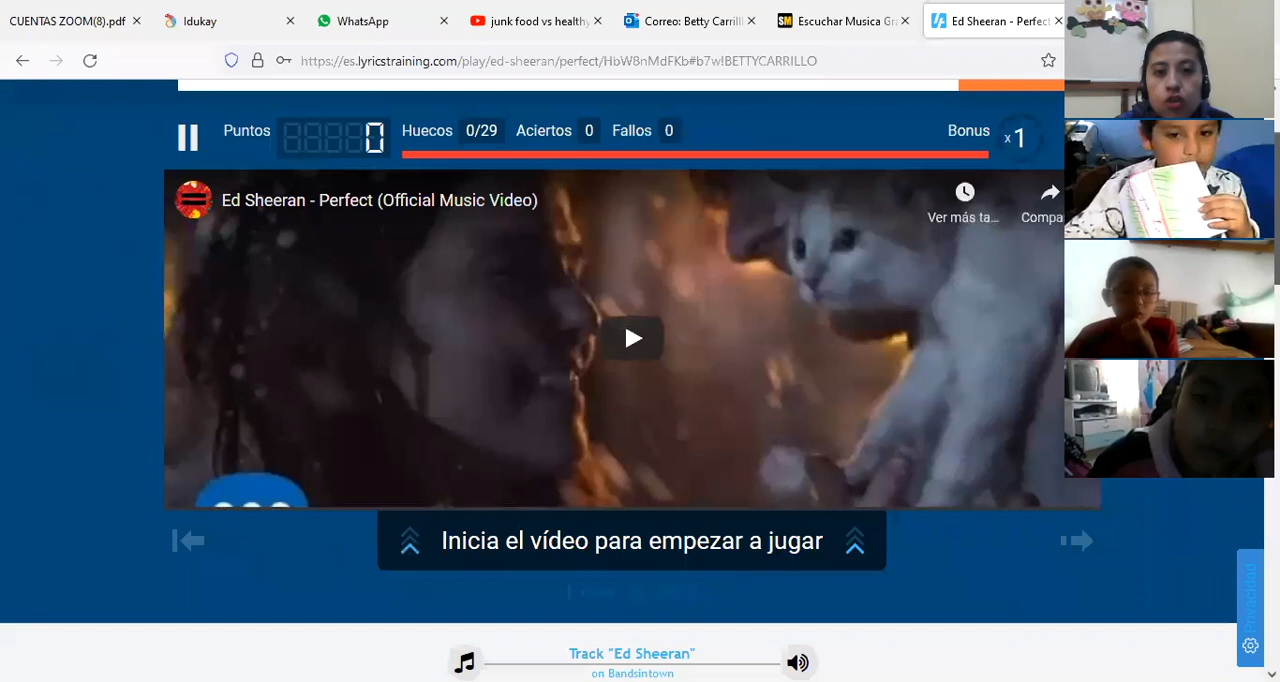 CUENTAS ZOOM(8).pdf
Idukay
WhatsApp
junk food vs healthy
Correo: Betty Carrill
Escuchar Musica Gra
Ed Sheeran - Perfect
https://es.lyricstraining.com/play/ed-sheeran/perfect/HbW8nMdFKb#b7w!BETTYCARRILLO
Puntos 0 Huecos 0/29 Aciertos 0 Fallos 0 Bonus x1
Ed Sheeran - Perfect (Official Music Video)
Ver más ta...
Compa
Inicia el vídeo para empezar a jugar
Privacidad
Track "Ed Sheeran"
on Bandsintown